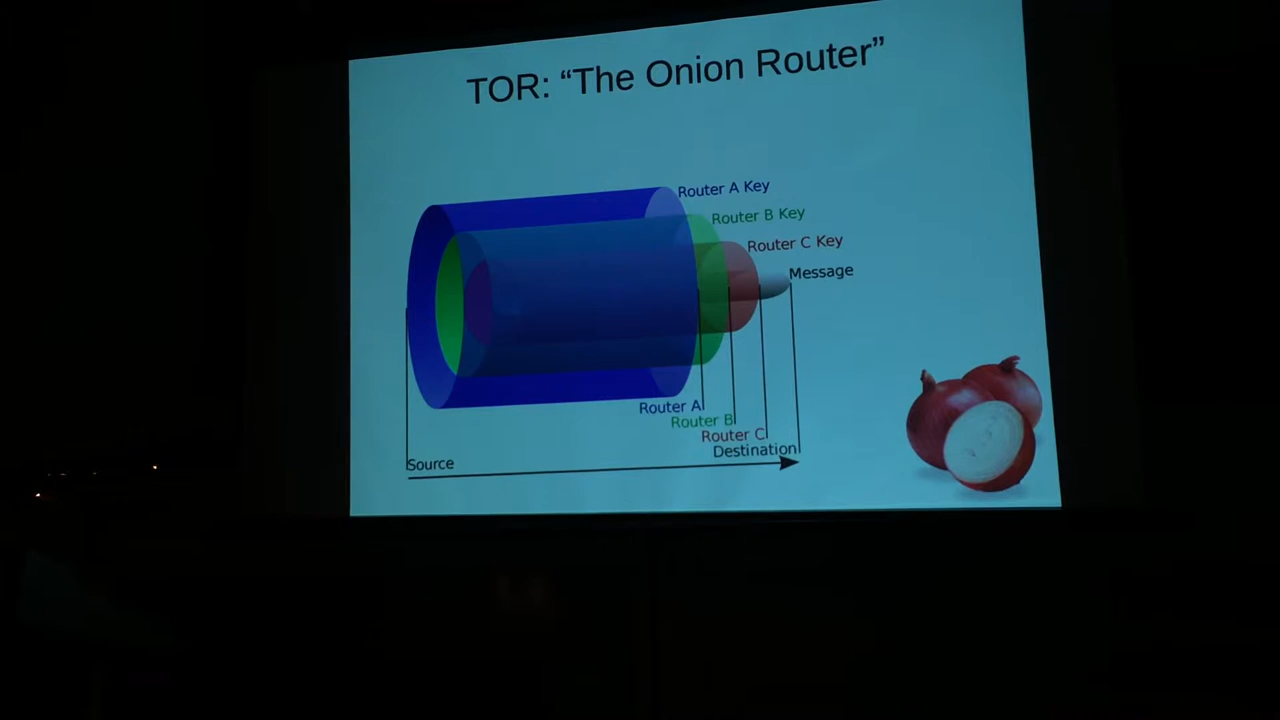 TOR: “The Onion Router”
Router A Key
Router B Key
Router C Key
Message
Router A
Router B
Router C
Destination
Source